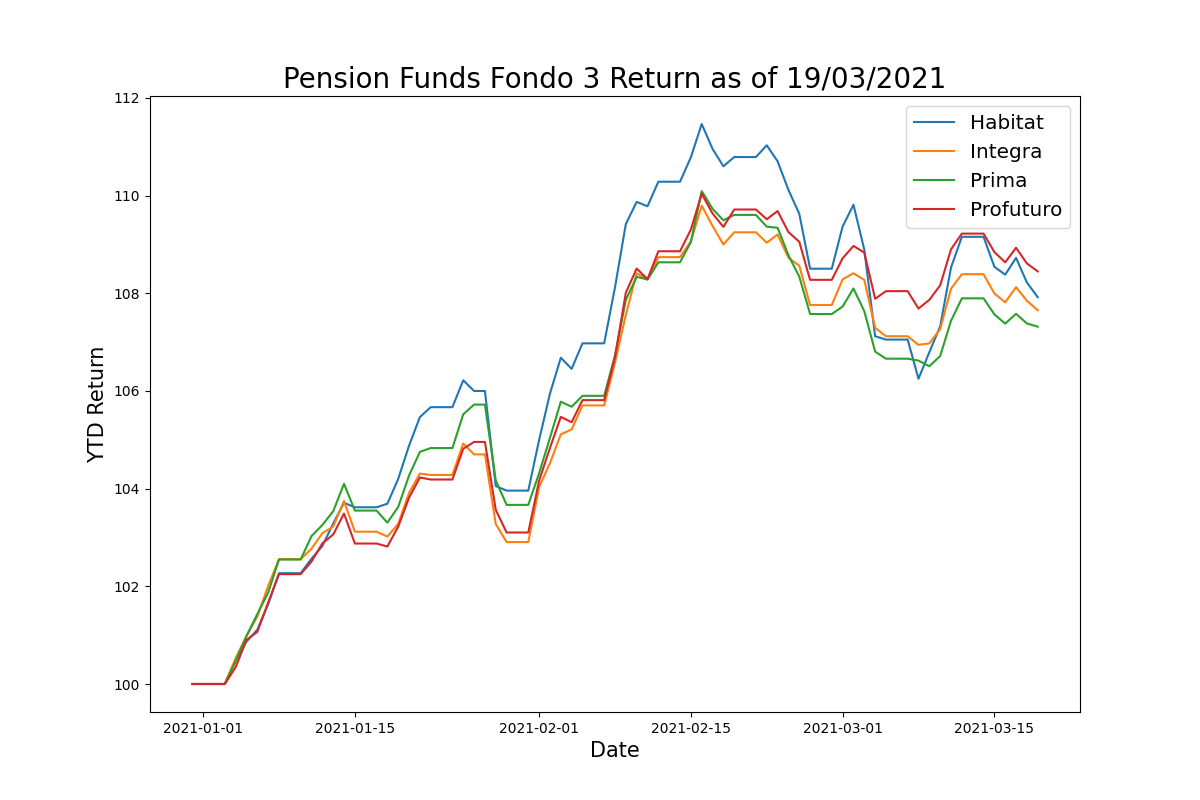 Pension Funds Fondo 3 Return as of 19/03/2021
112
110
108
106
104
102
100
YTD Return
Habitat
Integra
Prima
Profuturo
2021-01-01 2021-01-15 2021-02-01 2021-02-15 2021-03-01 2021-03-15
Date